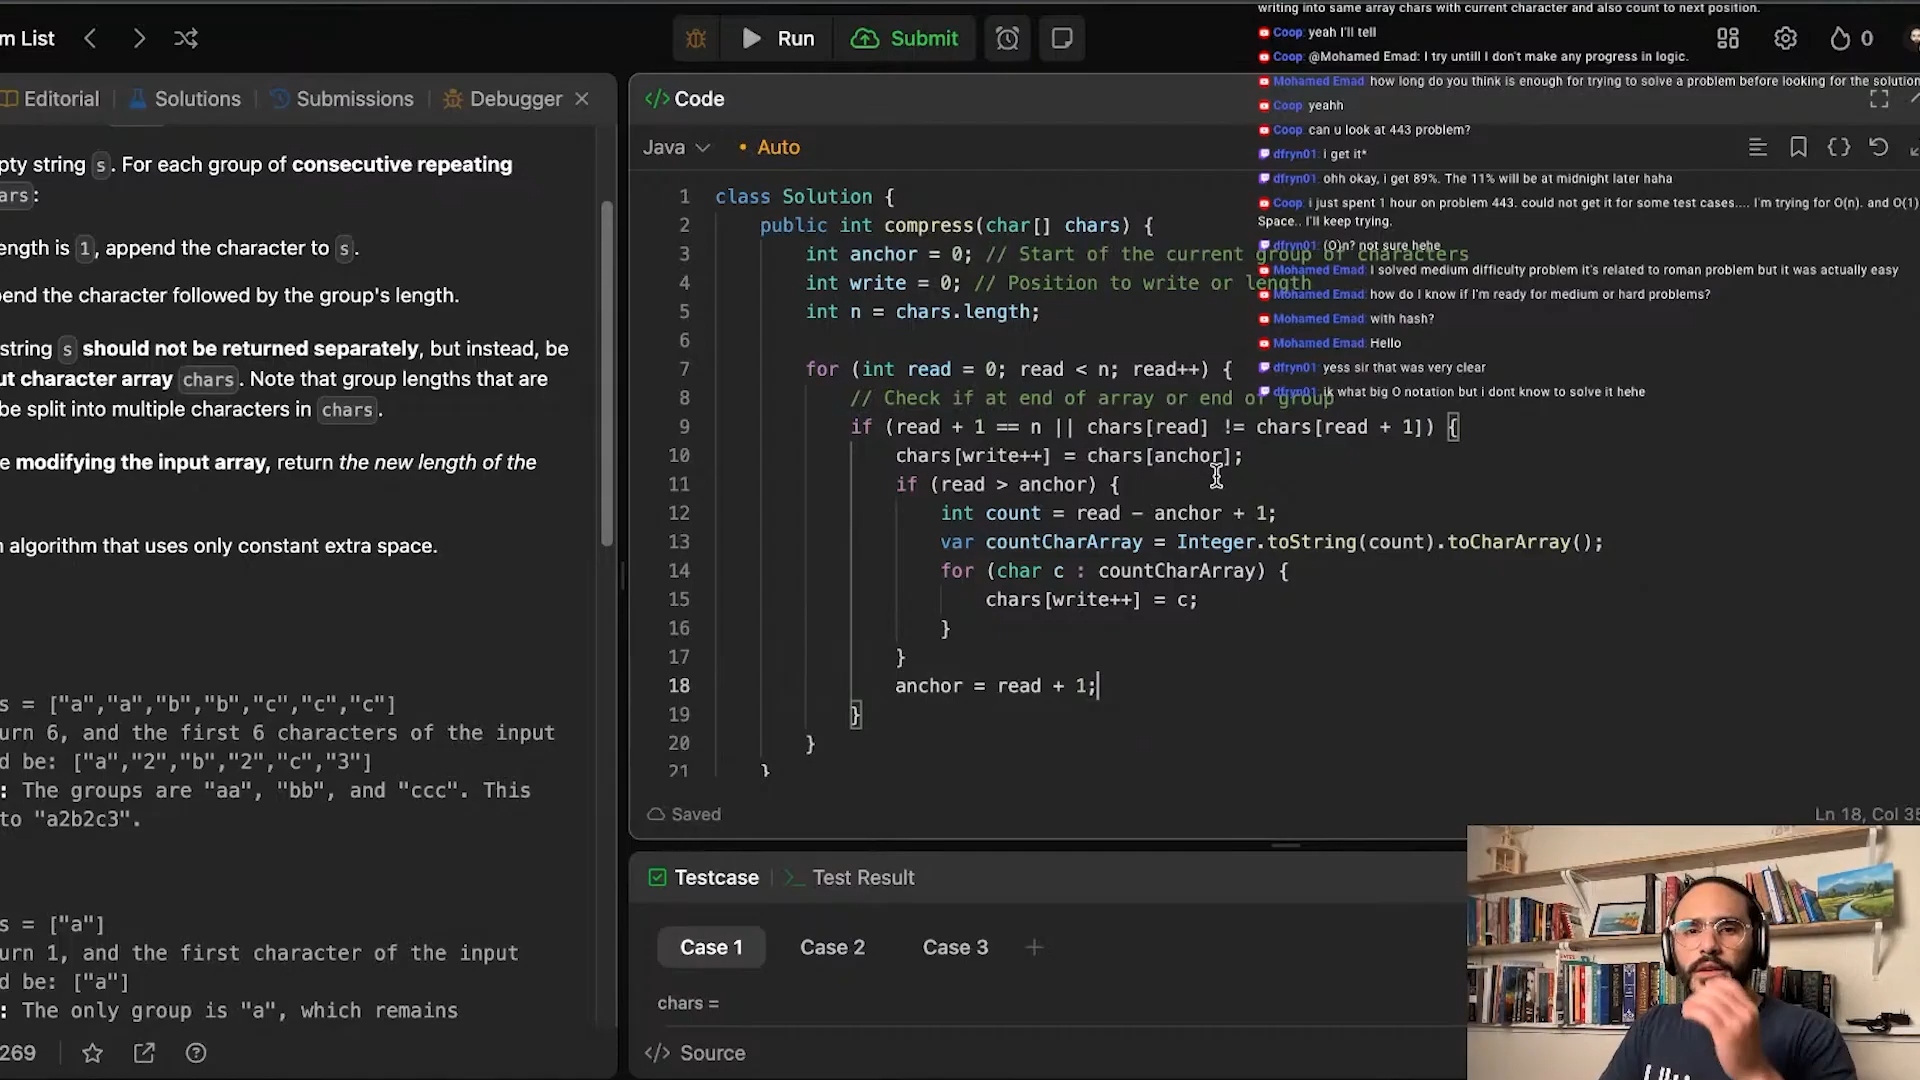 m List
Run
Submit
0
Editorial
Solutions
Submissions
Debugger
pty string s. For each group of consecutive repeating
ars:
ength is 1, append the character to s.
pend the character followed by the group's length.
string s should not be returned separately, but instead, be
ut character array chars. Note that group lengths that are
be split into multiple characters in chars.
e modifying the input array, return the new length of the
n algorithm that uses only constant extra space.
s = ["a","a","b","b","c","c","c"]
urn 6, and the first 6 characters of the input
d be: ["a","2","b","2","c","3"]
: The groups are "aa", "bb", and "ccc". This
to "a2b2c3".
s = ["a"]
urn 1, and the first character of the input
d be: ["a"]
: The only group is "a", which remains
269
</> Code
Java
• Auto
1 class Solution {
2 public int compress(char[] chars) {
3 int anchor = 0; // Start of the current group of characters
4 int write = 0; // Position to write or length
5 int n = chars.length;
6
7 for (int read = 0; read < n; read++) {
8 // Check if at end of array or end of group
9 if (read + 1 == n || chars[read] != chars[read + 1]) {
10 chars[write++] = chars[anchor];
11 if (read > anchor) {
12 int count = read - anchor + 1;
13 var countCharArray = Integer.toString(count).toCharArray();
14 for (char c : countCharArray) {
15 chars[write++] = c;
16 }
17 }
18 anchor = read + 1;
19 }
20 }
21 }
Saved
Ln 18, Col 35
Testcase
Test Result
Case 1
Case 2
Case 3
chars =
</> Source
writing into same array chars with current character and also count to next position.
Coop: yeah I'll tell
Coop: @Mohamed Emad: I try untill I don't make any progress in logic.
Mohamed Emad: how long do you think is enough for trying to solve a problem before looking for the solution
Coop: yeahh
Coop: can u look at 443 problem?
dfryn01: i get it*
dfryn01: ohh okay, i get 89%. The 11% will be at midnight later haha
Coop: i just spent 1 hour on problem 443. could not get it for some test cases.... I'm trying for O(n). and O(1)
Space.. I'll keep trying.
dfryn01: (O)n? not sure hehe
Mohamed Emad: I solved medium difficulty problem it's related to roman problem but it was actually easy
Mohamed Emad: how do I know if I'm ready for medium or hard problems?
Mohamed Emad: with hash?
Mohamed Emad: Hello
dfryn01: yess sir that was very clear
dfryn01: ik what big O notation but i dont know to solve it hehe